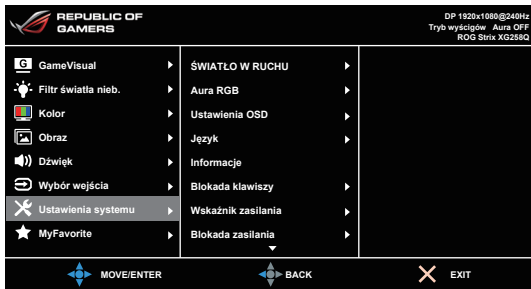 REPUBLIC OF
GAMERS
DP 1920x1080@240Hz
Tryb wyścigów Aura OFF
ROG Strix XG258Q
G GameVisual
Filtr światła nieb.
Kolor
Obraz
Dźwięk
Wybór wejścia
Ustawienia systemu
MyFavorite
ŚWIATŁO W RUCHU
Aura RGB
Ustawienia OSD
Język
Informacje
Blokada klawiszy
Wskaźnik zasilania
Blokada zasilania
MOVE/ENTER
BACK
EXIT